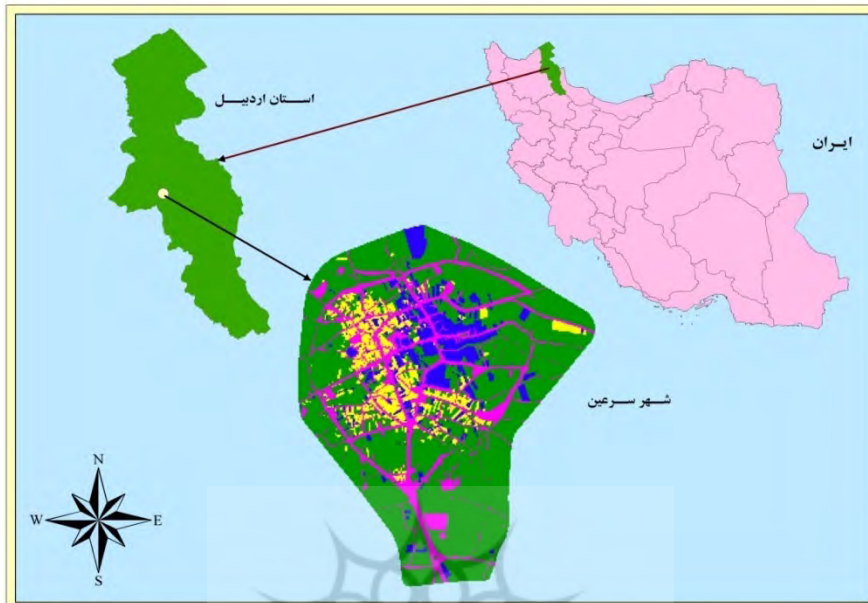 استان اردبیل
ایران
شهر سرعین
N
W E
S